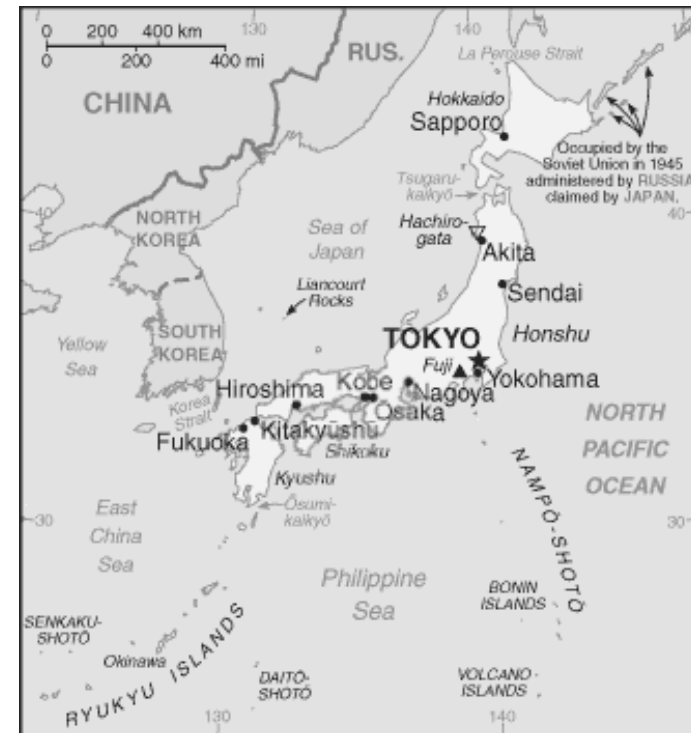 130
140
0 200 400 km
0 200 400 mi
RUS.
La Perouse Strait
CHINA
Hokkaido
Sapporo
Occupied by the
Soviet Union in 1945
administered by RUSSIA
claimed by JAPAN.
Tsugaru-
kaikyō
40
40
NORTH
KOREA
Sea of
Japan
Hachiro-
gata
Akita
Liancourt
Rocks
Sendai
Yellow
Sea
SOUTH
KOREA
TOKYO
Honshu
Fuji
Yokohama
Korea
Strait
Hiroshima
Kobe
Nagoya
Osaka
Fukuoka
Kitakyūshu
Shikoku
Kyushu
NORTH
PACIFIC
OCEAN
Ōsumi-
kaikyō
30
30
East
China
Sea
NAMPŌ-SHOTŌ
Philippine
Sea
BONIN
ISLANDS
SENKAKU-
SHOTŌ
Okinawa
RYUKYU ISLANDS
DAITŌ-
SHOTŌ
VOLCANO
ISLANDS
130
140